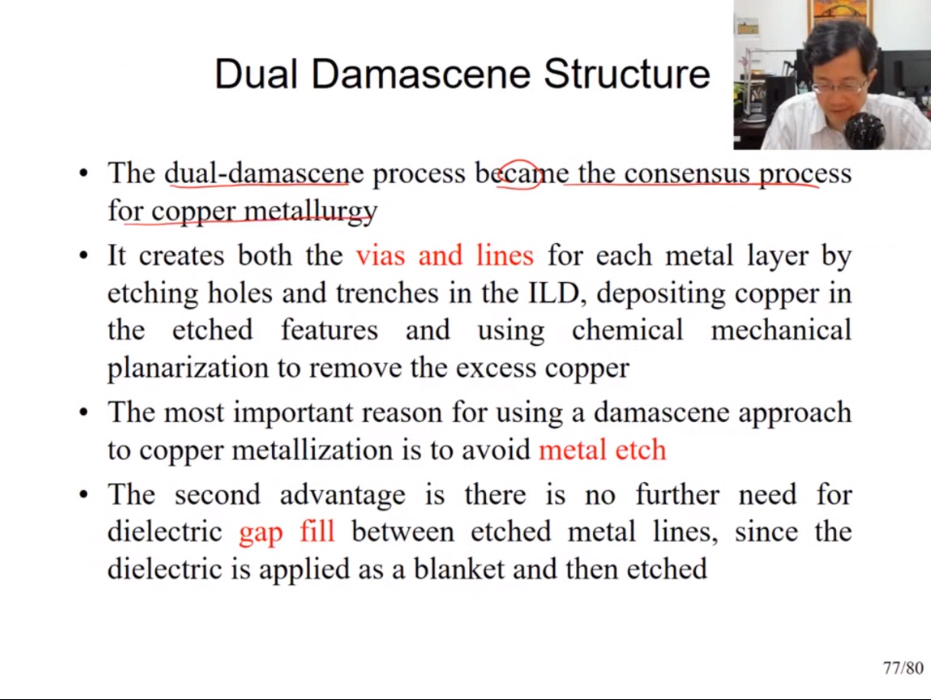 Dual Damascene Structure
• The dual-damascene process became the consensus process
for copper metallurgy
• It creates both the vias and lines for each metal layer by
etching holes and trenches in the ILD, depositing copper in
the etched features and using chemical mechanical
planarization to remove the excess copper
• The most important reason for using a damascene approach
to copper metallization is to avoid metal etch
• The second advantage is there is no further need for
dielectric gap fill between etched metal lines, since the
dielectric is applied as a blanket and then etched
77/80